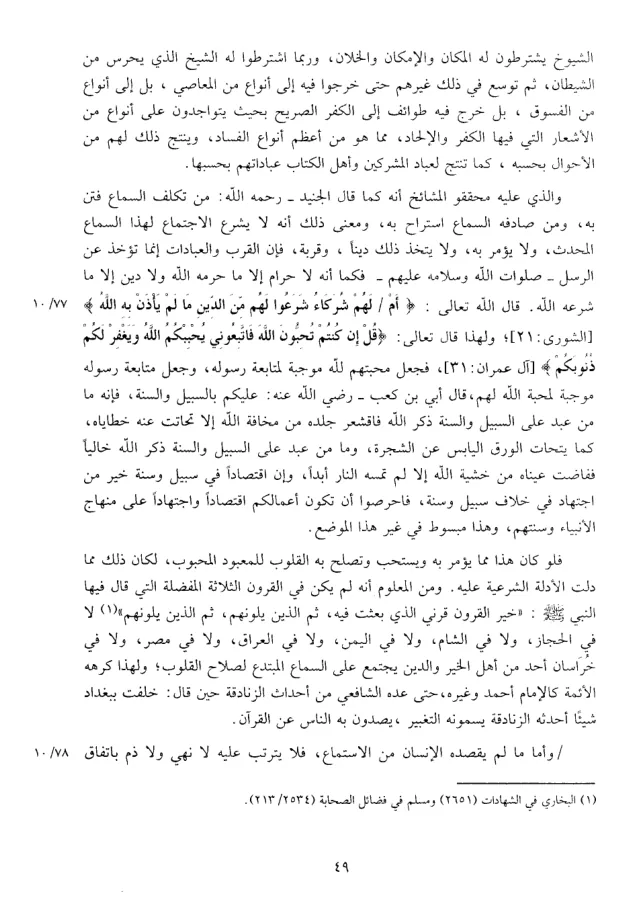 الشيوخ يشترطون له المكان والإمكان والخلان، وربما اشترطوا له الشيخ الذي يحرس من
الشيطان، ثم توسع في ذلك غيرهم حتى خرجوا فيه إلى أنواع من المعاصي ، بل إلى أنواع
من الفسوق ، بل خرج فيه طوائف إلى الكفر الصريح بحيث يتواجدون على أنواع من
الأشعار التي فيها الكفر والإلحاد، مما هو من أعظم أنواع الفساد، وينتج ذلك لهم من
الأحوال بحسبه ، كما تنتج لعباد المشركين وأهل الكتاب عباداتهم بحسبها.
والذي عليه محققو المشائخ أنه كما قال الجنيد ـ رحمه الله: من تكلف السماع فتن
به، ومن صادفه السماع استراح به، ومعنى ذلك أنه لا يشرع الاجتماع لهذا السماع
المحدث، ولا يؤمر به، ولا يتخذ ذلك ديناً ، وقربة، فإن القرب والعبادات إنما تؤخذ عن
الرسل ـ صلوات الله وسلامه عليهم ـ فكما أنه لا حرام إلا ما حرمه الله ولا دين إلا ما
شرعه الله. قال الله تعالى : ﴿ أَمْ / لَهُمْ شُرَكَاءُ شَرَعُوا لَهُم مِّنَ الدِّينِ مَا لَمْ يَأْذَنْ بِهِ اللَّهُ ﴾ ١٠/٧٧
[الشورى:٢١]؛ ولهذا قال تعالى: ﴿قُلْ إِن كُنتُمْ تُحِبُّونَ اللَّهَ فَاتَّبِعُونِي يُحْبِبْكُمُ اللَّهُ وَيَغْفِرْ لَكُمْ
ذُنُوبَكُمْ ﴾ [آل عمران:٣١]، فجعل محبتهم لله موجبة لمتابعة رسوله، وجعل متابعة رسوله
موجبة لمحبة الله لهم،قال أبي بن كعب ـ رضي الله عنه: عليكم بالسبيل والسنة، فإنه ما
من عبد على السبيل والسنة ذكر الله فاقشعر جلده من مخافة الله إلا تحاتت عنه خطاياه،
كما يتحات الورق اليابس عن الشجرة، وما من عبد على السبيل والسنة ذكر الله خالياً
ففاضت عيناه من خشية الله إلا لم تمسه النار أبداً، وإن اقتصاداً في سبيل وسنة خير من
اجتهاد في خلاف سبيل وسنة، فاحرصوا أن تكون أعمالكم اقتصاداً واجتهاداً على منهاج
الأنبياء وسنتهم، وهذا مبسوط في غير هذا الموضع.
فلو كان هذا مما يؤمر به ويستحب وتصلح به القلوب للمعبود المحبوب، لكان ذلك مما
دلت الأدلة الشرعية عليه. ومن المعلوم أنه لم يكن في القرون الثلاثة المفضلة التي قال فيها
النبي ﷺ : «خير القرون قرني الذي بعثت فيه، ثم الذين يلونهم، ثم الذين يلونهم»(١) لا
في الحجاز، ولا في الشام، ولا في اليمن، ولا في العراق، ولا في مصر، ولا في
خُراسان أحد من أهل الخير والدين يجتمع على السماع المبتدع لصلاح القلوب؛ ولهذا كرهه
الأئمة كالإمام أحمد وغيره،حتى عده الشافعي من أحداث الزنادقة حين قال: خلفت ببغداد
شيئًا أحدثه الزنادقة يسمونه التغبير ،يصدون به الناس عن القرآن.
/ وأما ما لم يقصده الإنسان من الاستماع، فلا يترتب عليه لا نهي ولا ذم باتفاق ١٠/٧٨
(١) البخاري في الشهادات (٢٦٥١) ومسلم في فضائل الصحابة (٢١٣/٢٥٣٤).
٤٩